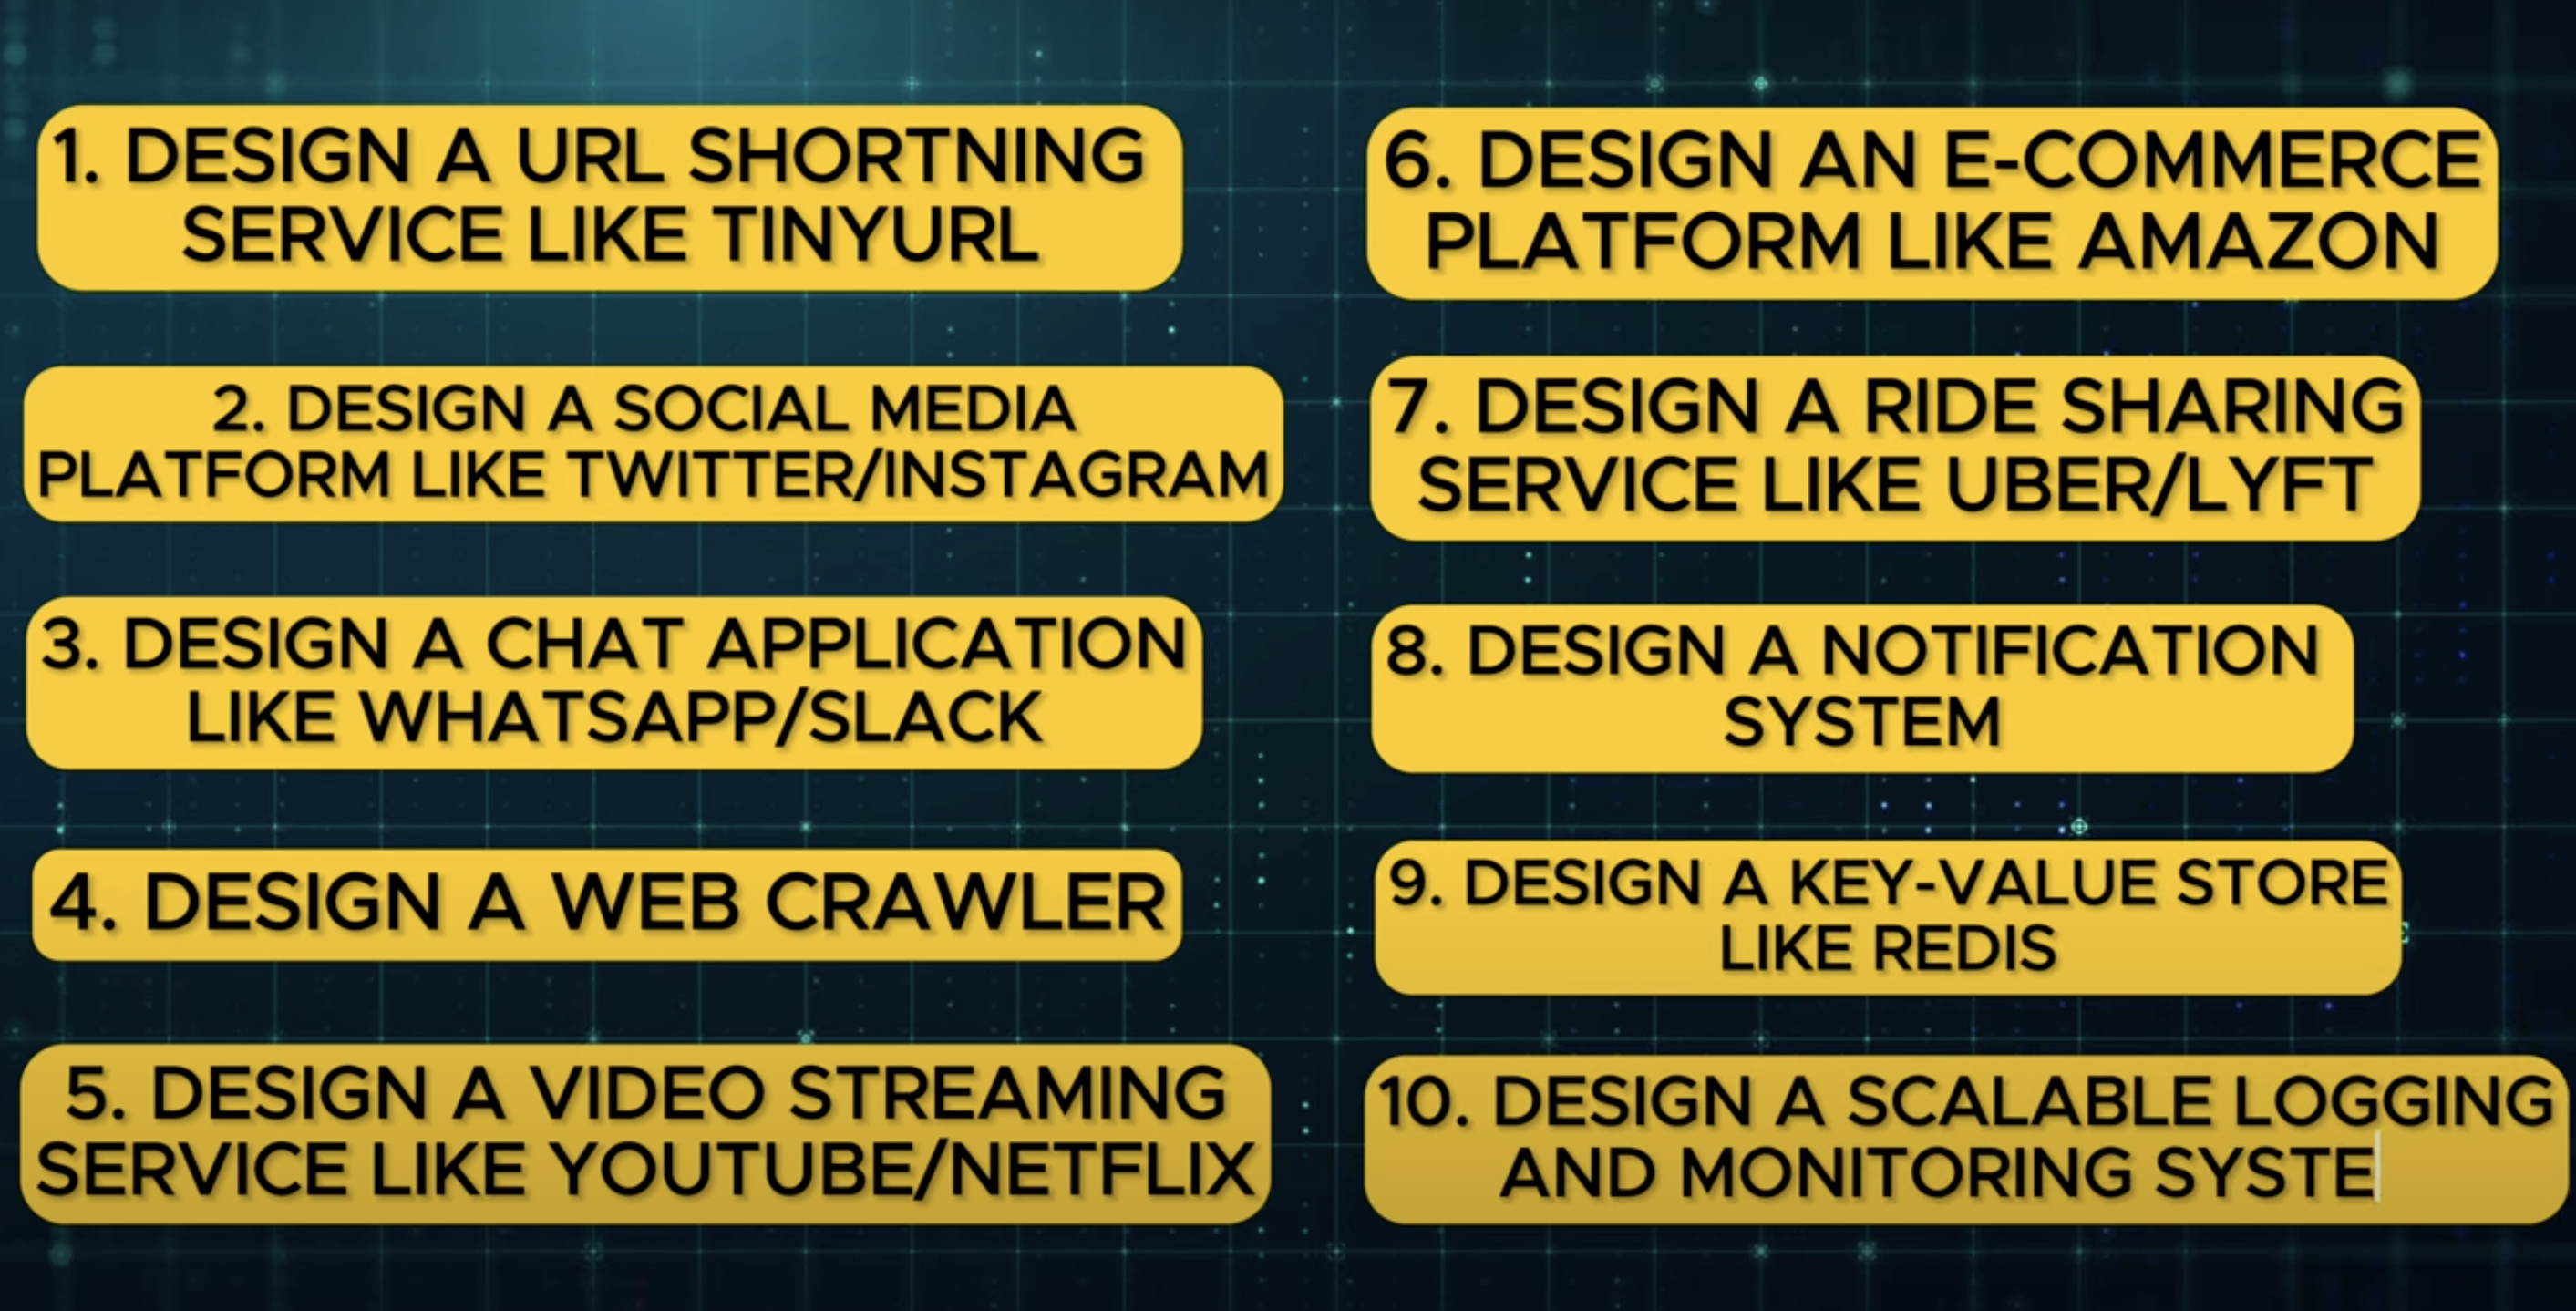 1. DESIGN A URL SHORTNING
SERVICE LIKE TINYURL
2. DESIGN A SOCIAL MEDIA
PLATFORM LIKE TWITTER/INSTAGRAM
3. DESIGN A CHAT APPLICATION
LIKE WHATSAPP/SLACK
4. DESIGN A WEB CRAWLER
5. DESIGN A VIDEO STREAMING
SERVICE LIKE YOUTUBE/NETFLIX
6. DESIGN AN E-COMMERCE
PLATFORM LIKE AMAZON
7. DESIGN A RIDE SHARING
SERVICE LIKE UBER/LYFT
8. DESIGN A NOTIFICATION
SYSTEM
9. DESIGN A KEY-VALUE STORE
LIKE REDIS
10. DESIGN A SCALABLE LOGGING
AND MONITORING SYSTE